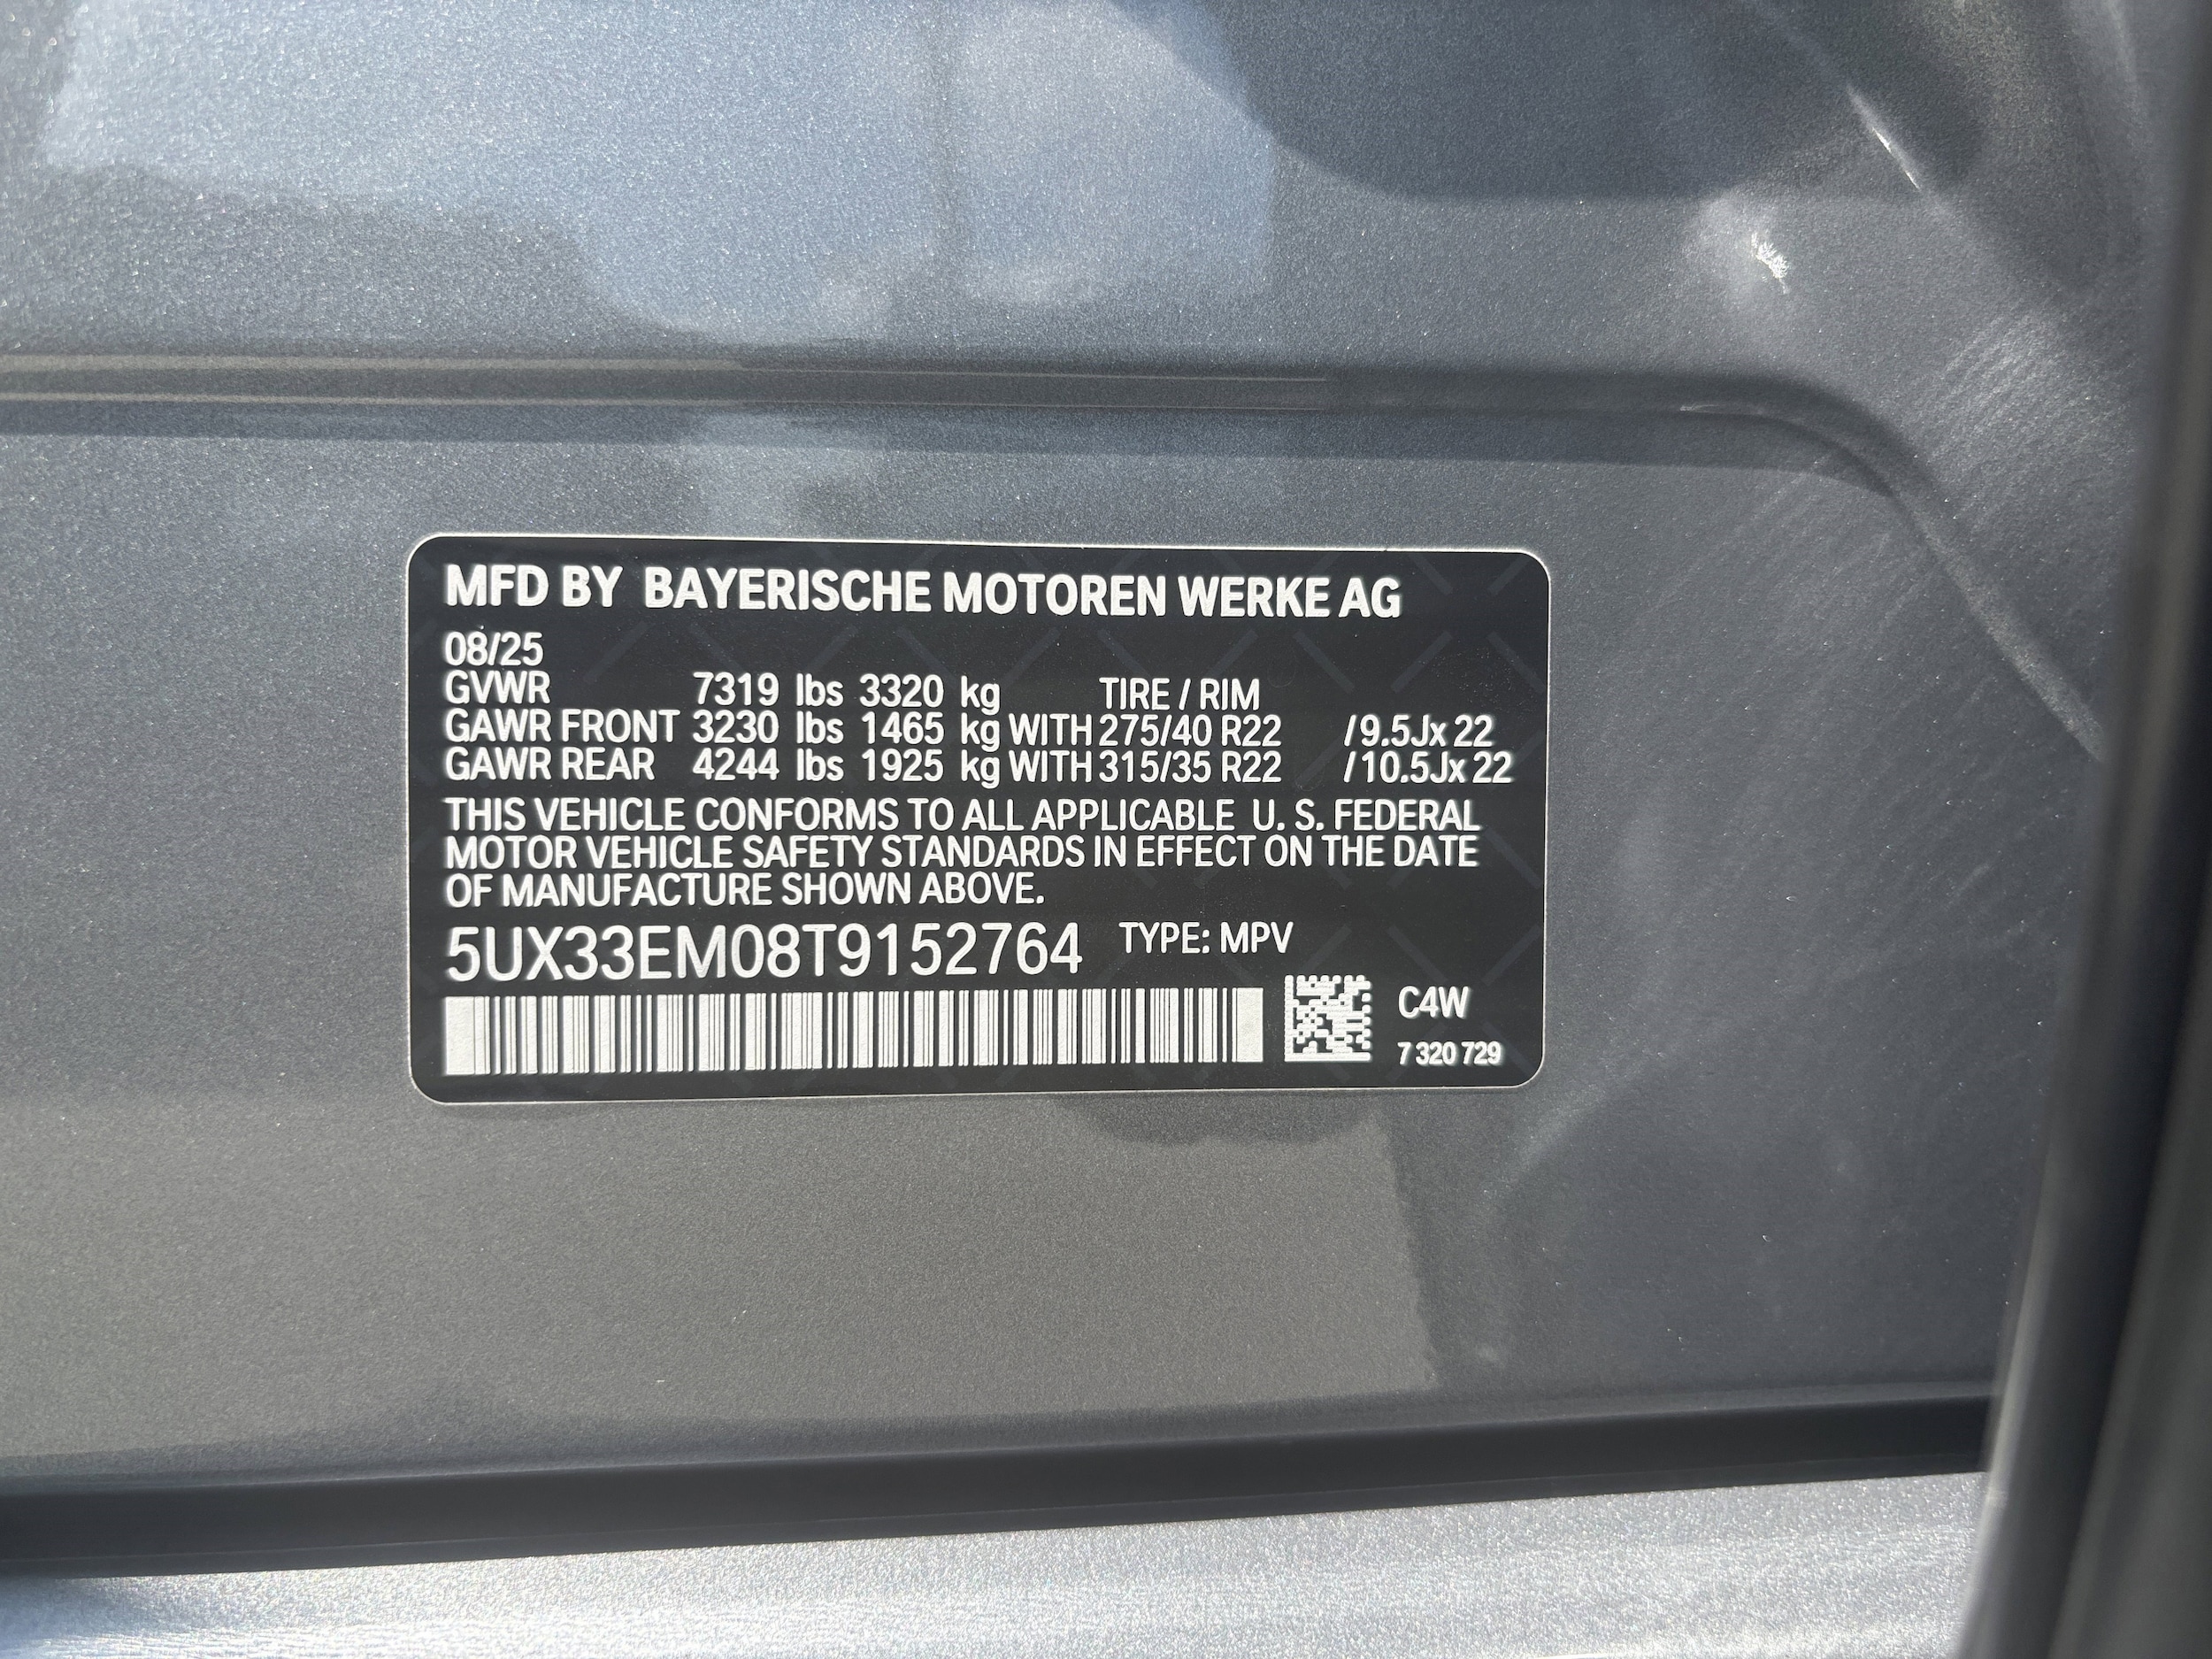 MFD BY BAYERISCHE MOTOREN WERKE AG
08/25
GVWR 7319 lbs 3320 kg TIRE / RIM
GAWR FRONT 3230 lbs 1465 kg WITH 275/40 R22 /9.5Jx 22
GAWR REAR 4244 lbs 1925 kg WITH 315/35 R22 /10.5Jx 22
THIS VEHICLE CONFORMS TO ALL APPLICABLE U. S. FEDERAL
MOTOR VEHICLE SAFETY STANDARDS IN EFFECT ON THE DATE
OF MANUFACTURE SHOWN ABOVE.
5UX33EM08T9152764 TYPE: MPV
C4W
7 320 729